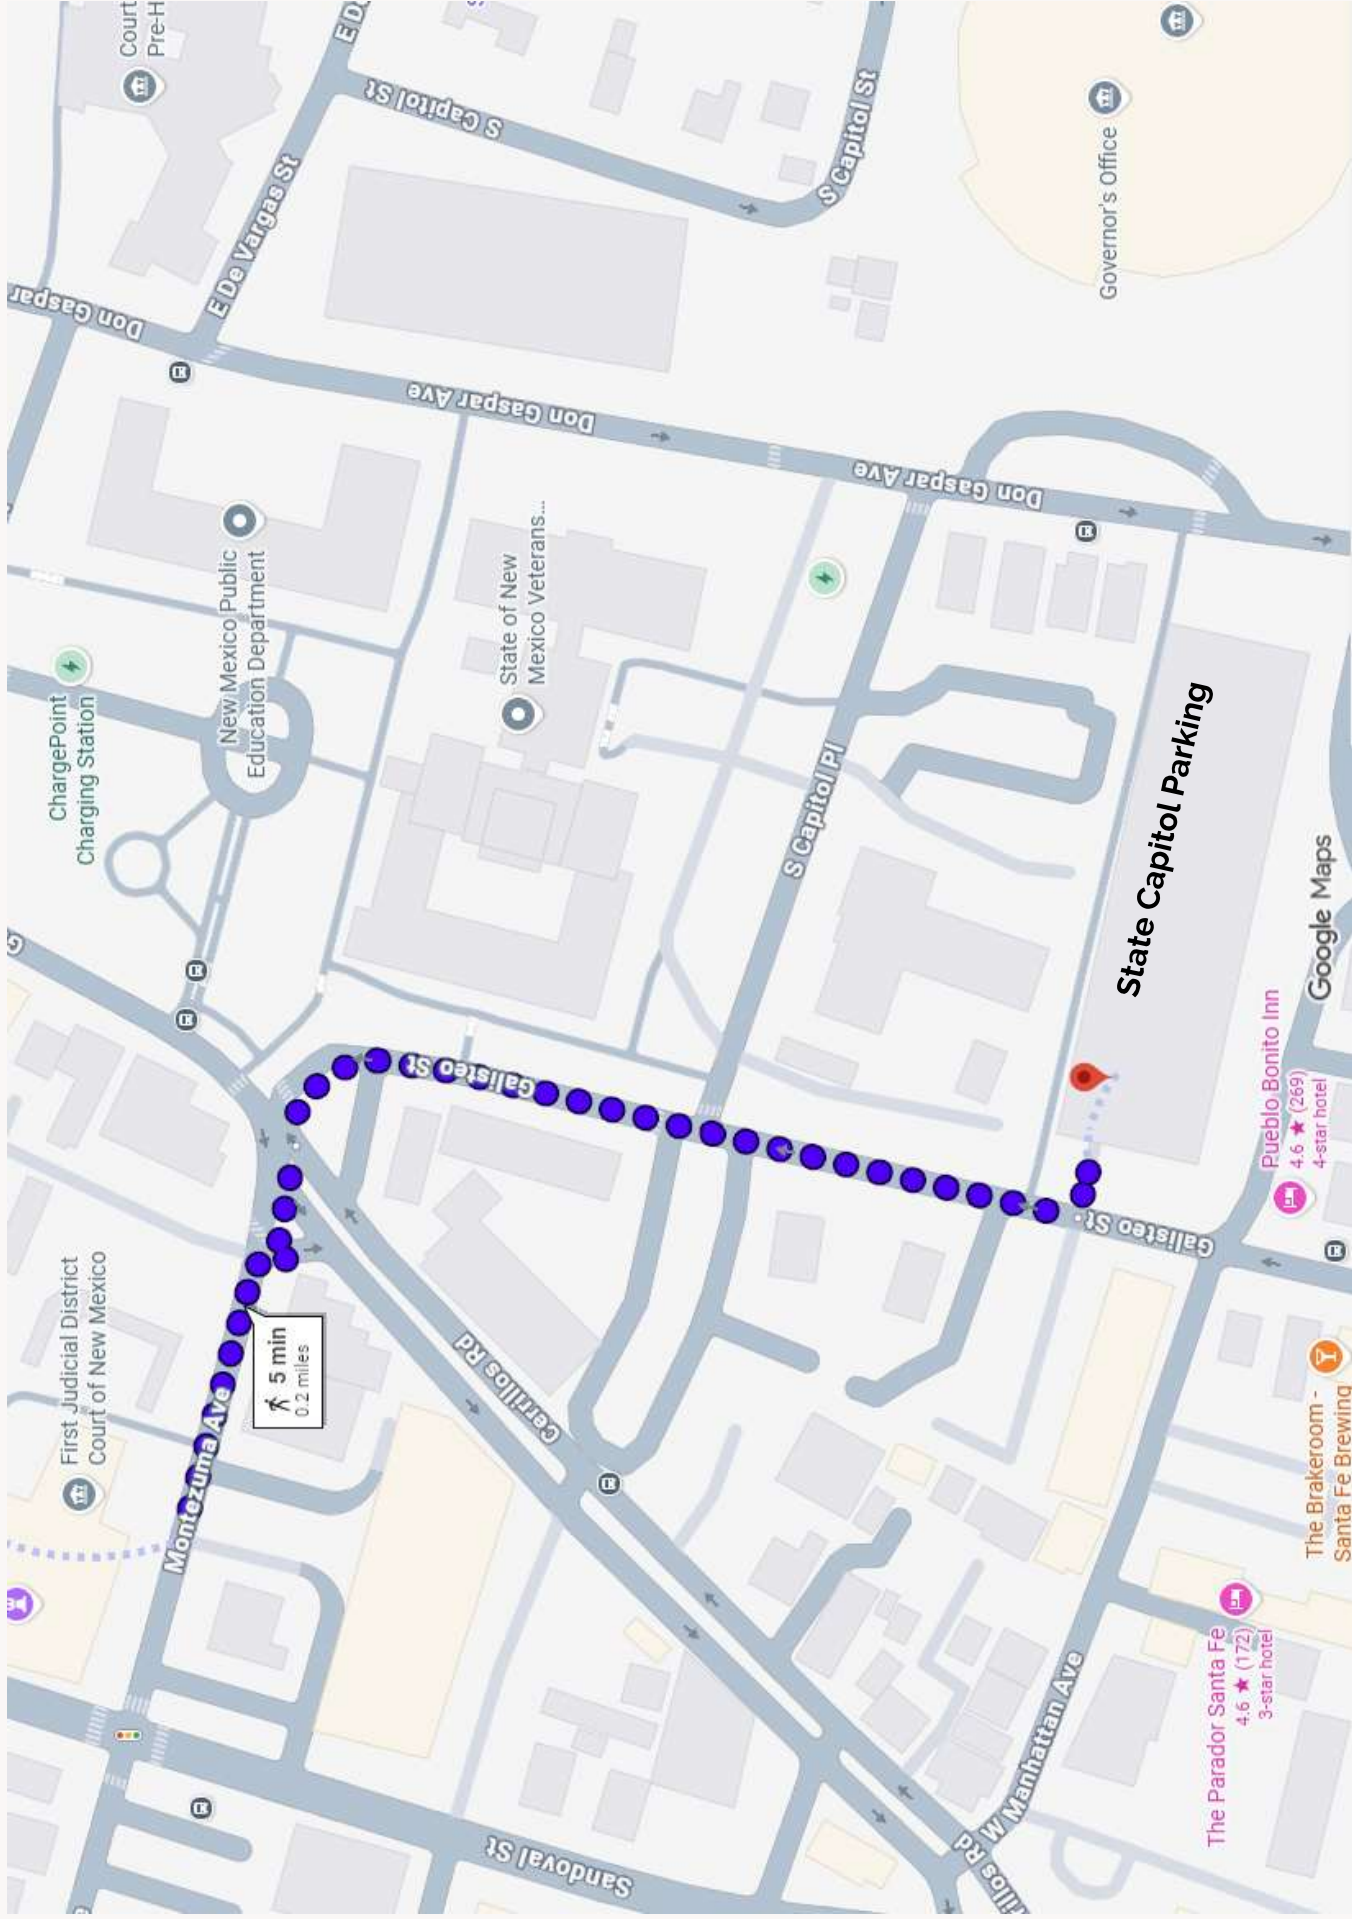 Montezuma Ave
First Judicial District
Court of New Mexico
5 min
0.2 miles
ChargePoint
Charging Station
Court
Pre-H
Don Gaspar
E De Vargas St
E De
S Capitol St
New Mexico Public
Education Department
Galisteo St
Don Gaspar Ave
State of New
Mexico Veterans...
Cerrillos Rd
Sandoval St
S Capitol Pl
S Capitol St
Don Gaspar Ave
Governor's Office
W Manhattan Ave
rrillos Rd
Galisteo St
State Capitol Parking
The Parador Santa Fe
4.6 ★ (172)
3-star hotel
Pueblo Bonito Inn
4.6 ★ (269)
4-star hotel
The Brakeroom -
Santa Fe Brewing
Google Maps